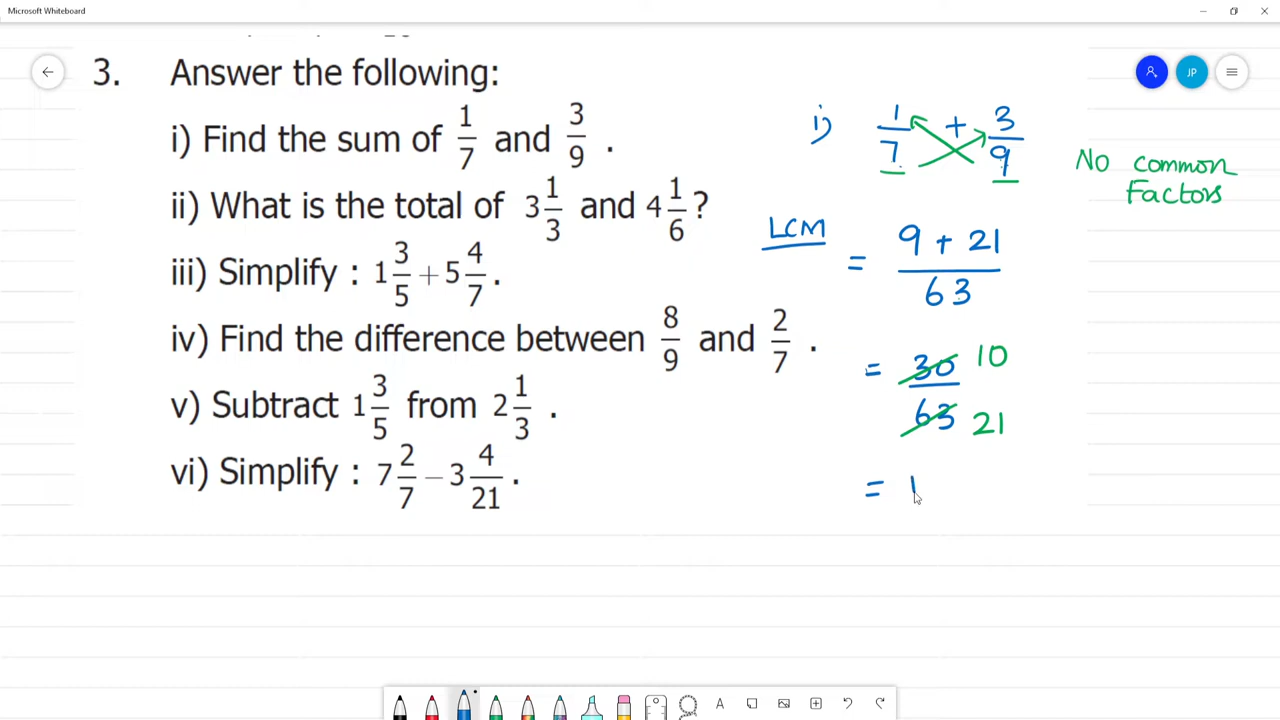 Microsoft Whiteboard
3. Answer the following:
i) Find the sum of 1/7 and 3/9 .
ii) What is the total of 3 1/3 and 4 1/6 ?
iii) Simplify : 1 3/5 + 5 4/7 .
iv) Find the difference between 8/9 and 2/7 .
v) Subtract 1 3/5 from 2 1/3 .
vi) Simplify : 7 2/7 − 3 4/21 .
JP
i) 1/7 + 3/9
No common
Factors
LCM
= 9 + 21 / 63
= 30/63 10 21
= 1
A